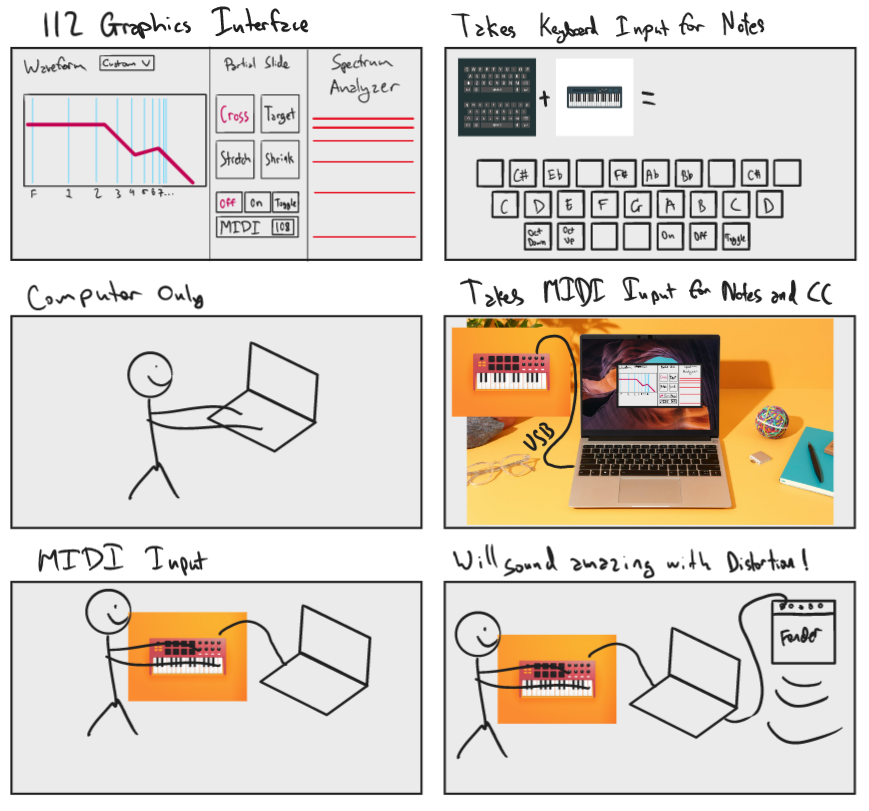 112 Graphics Interface
Takes Keyboard Input for Notes
Waveform Custom V
Partial Slide
Spectrum
Analyzer
Cross Target
Stretch Shrink
Off On Toggle
MIDI 108
F 1 2 3 4 5 6 7...
+ =
C# Eb F# Ab Bb C#
C D E F G A B C D
Oct Down Oct Up On Off Toggle
Computer Only
Takes MIDI Input for Notes and CC
USB
MIDI Input
Will sound amazing with Distortion!
Fender